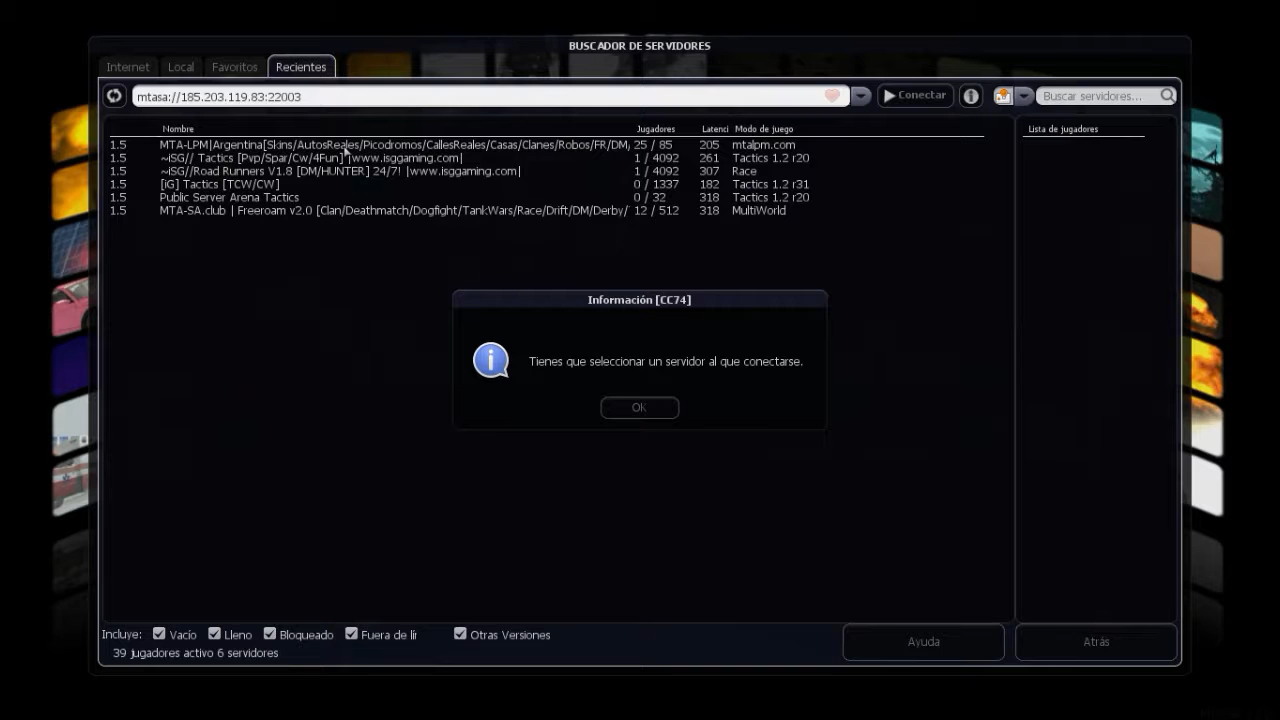 BUSCADOR DE SERVIDORES
Internet Local Favoritos Recientes
mtasa://185.203.119.83:22003 Conectar Buscar servidores...
Nombre Jugadores Latenci Modo de juego Lista de jugadores
1.5 MTA-LPM|Argentina[Skins/AutosReales/Picodromos/CallesReales/Casas/Clanes/Robos/FR/DM/ 25 / 85 205 mtalpm.com
1.5 ~iSG// Tactics [Pvp/Spar/Cw/4Fun] |www.isggaming.com| 1 / 4092 261 Tactics 1.2 r20
1.5 ~iSG//Road Runners V1.8 [DM/HUNTER] 24/7! |www.isggaming.com| 1 / 4092 307 Race
1.5 [iG] Tactics [TCW/CW] 0 / 1337 182 Tactics 1.2 r31
1.5 Public Server Arena Tactics 0 / 32 318 Tactics 1.2 r20
1.5 MTA-SA.club | Freeroam v2.0 [Clan/Deathmatch/Dogfight/TankWars/Race/Drift/DM/Derby/ 12 / 512 318 MultiWorld
Información [CC74]
Tienes que seleccionar un servidor al que conectarse.
OK
Incluye: Vacío Lleno Bloqueado Fuera de lí Otras Versiones
39 jugadores activo 6 servidores
Ayuda Atrás